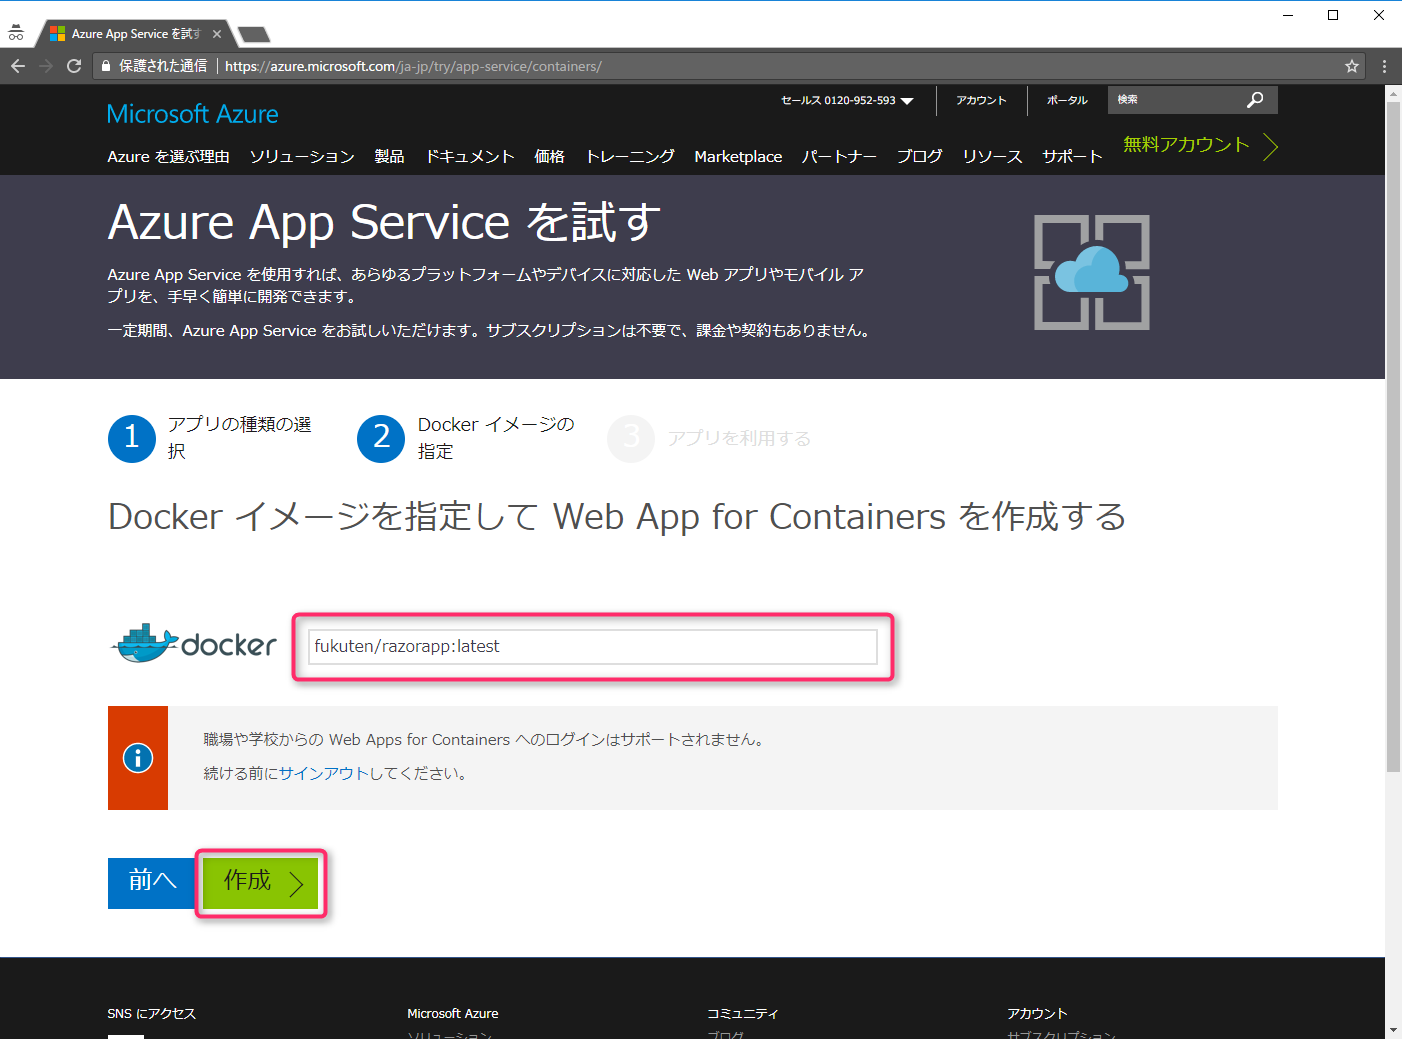 Azure App Service を試す
保護された通信
https://azure.microsoft.com/ja-jp/try/app-service/containers/
セールス 0120-952-593
アカウント
ポータル
検索
Microsoft Azure
Azure を選ぶ理由
ソリューション
製品
ドキュメント
価格
トレーニング
Marketplace
パートナー
ブログ
リソース
サポート
無料アカウント
Azure App Service を試す
Azure App Service を使用すれば、あらゆるプラットフォームやデバイスに対応した Web アプリやモバイル ア
プリを、手早く簡単に開発できます。
一定期間、Azure App Service をお試しいただけます。サブスクリプションは不要で、課金や契約もありません。
1
アプリの種類の選
択
2
Docker イメージの
指定
3
アプリを利用する
Docker イメージを指定して Web App for Containers を作成する
docker
fukuten/razorapp:latest
職場や学校からの Web Apps for Containers へのログインはサポートされません。
続ける前にサインアウトしてください。
前へ
作成
SNS にアクセス
Microsoft Azure
コミュニティ
アカウント
ソリューション
ブログ
サブスクリプション